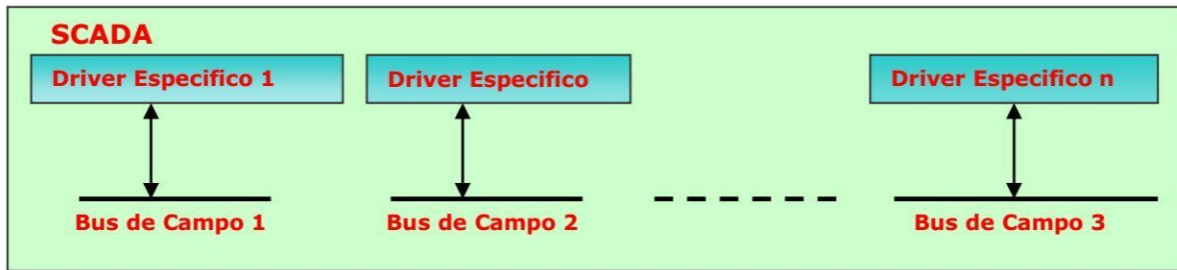 SCADA
Driver Especifico 1
Driver Especifico
Driver Especifico n
Bus de Campo 1
Bus de Campo 2
Bus de Campo 3